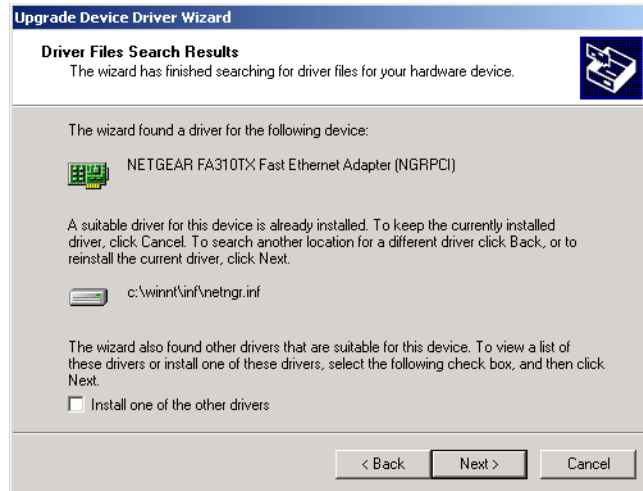 Upgrade Device Driver Wizard
Driver Files Search Results
The wizard has finished searching for driver files for your hardware device.
The wizard found a driver for the following device:
NETGEAR FA310TX Fast Ethernet Adapter (NGRPCI)
A suitable driver for this device is already installed. To keep the currently installed
driver, click Cancel. To search another location for a different driver click Back, or to
reinstall the current driver, click Next.
c:\winnt\inf\netngr.inf
The wizard also found other drivers that are suitable for this device. To view a list of
these drivers or install one of these drivers, select the following check box, and then click
Next.
Install one of the other drivers
< Back
Next >
Cancel